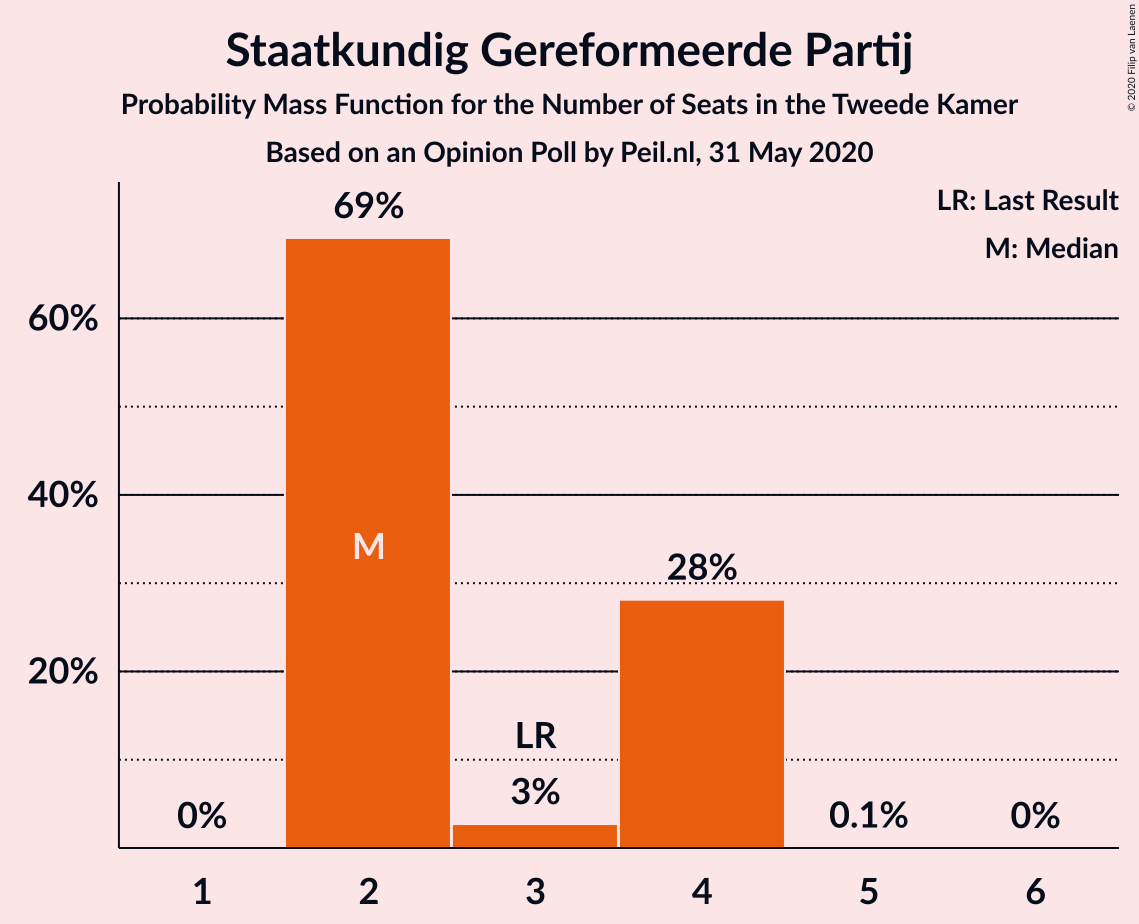 Staatkundig Gereformeerde Partij
Probability Mass Function for the Number of Seats in the Tweede Kamer
Based on an Opinion Poll by Peil.nl, 31 May 2020
© 2020 Filip van Laenen
LR: Last Result
M: Median
69%
60%
40%
M
28%
20%
LR
3%
0%
0.1%
0%
1 2 3 4 5 6